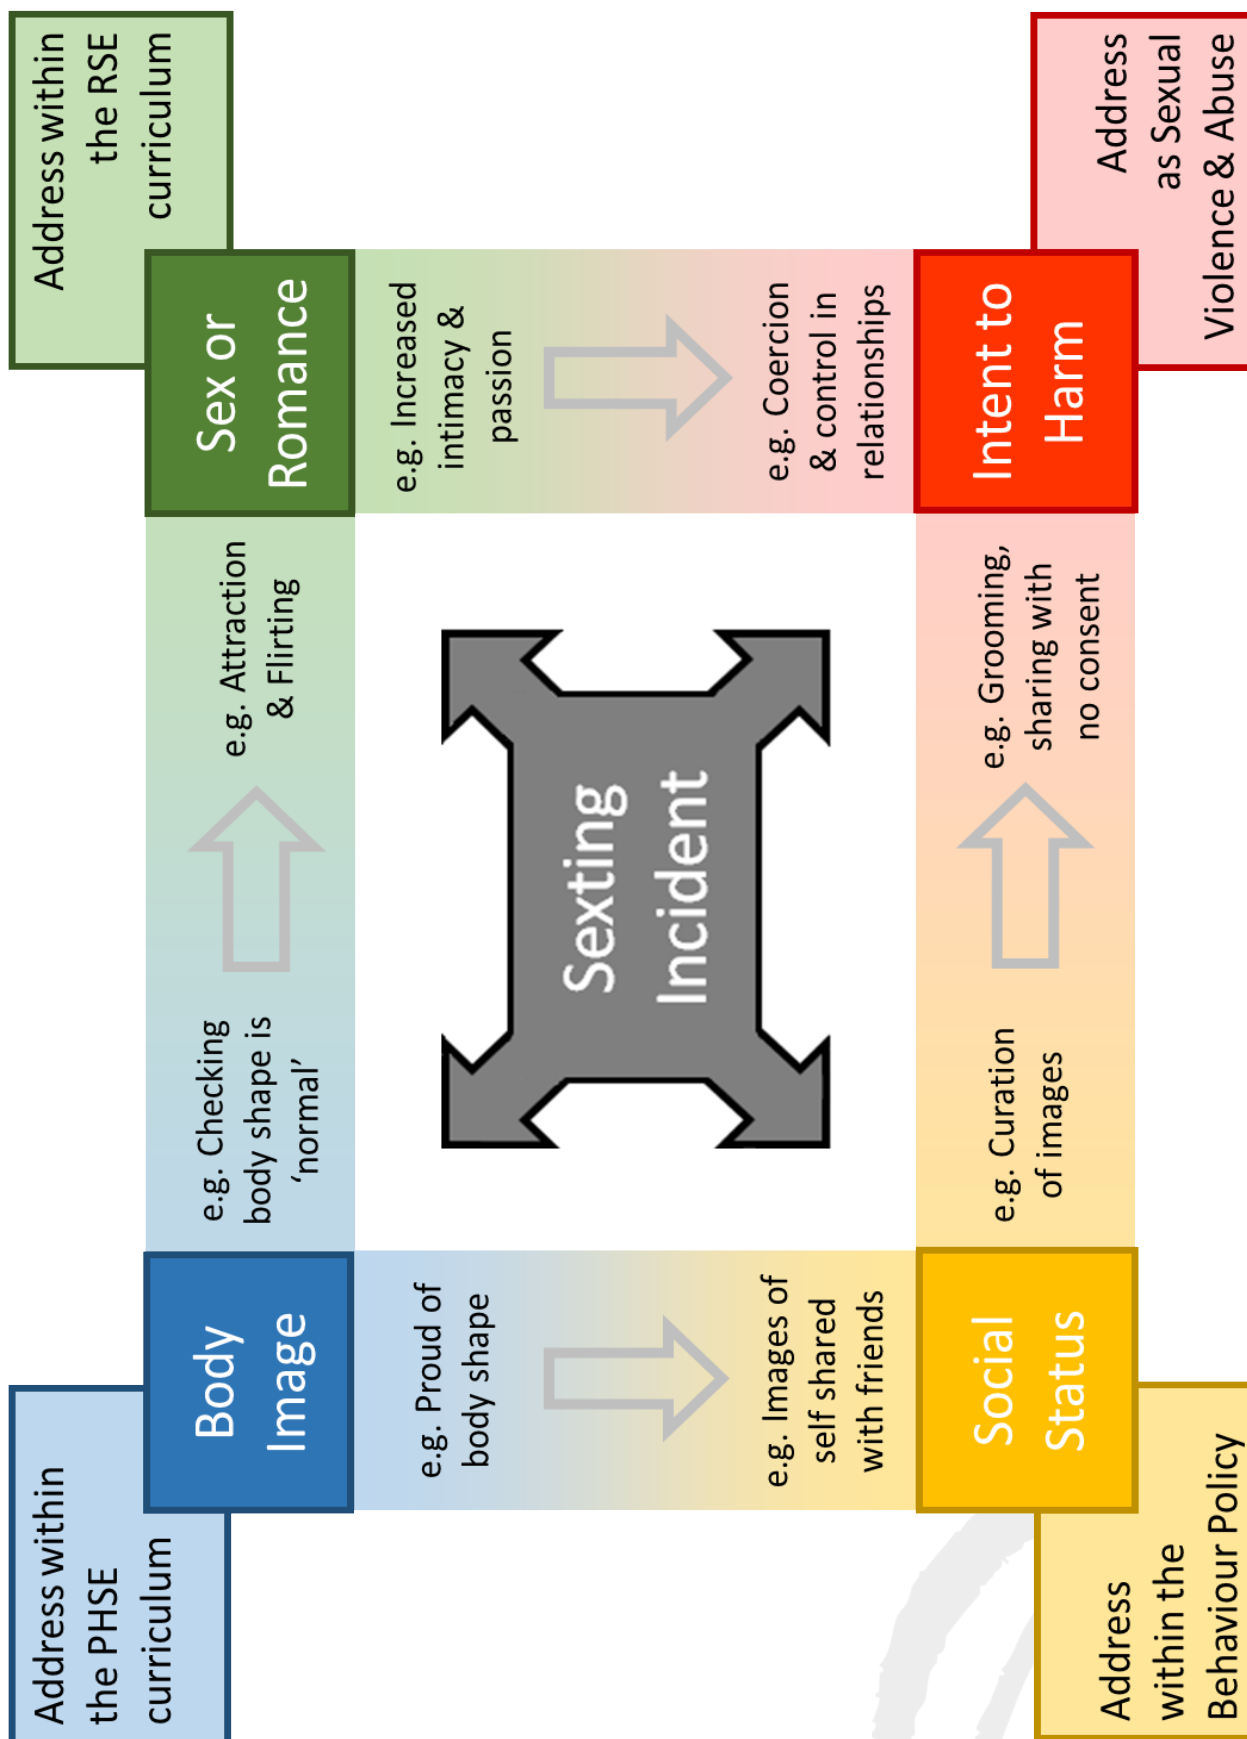 Address within
the PHSE
curriculum
Body
Image
e.g. Checking
body shape is
‘normal’
e.g. Attraction
& Flirting
Sex or
Romance
Address within
the RSE
curriculum
e.g. Proud of
body shape
e.g. Images of
self shared
with friends
Sexting
Incident
e.g. Increased
intimacy &
passion
e.g. Coercion
& control in
relationships
Social
Status
e.g. Curation
of images
e.g. Grooming,
sharing with
no consent
Intent to
Harm
Address
within the
Behaviour Policy
Address
as Sexual
Violence & Abuse